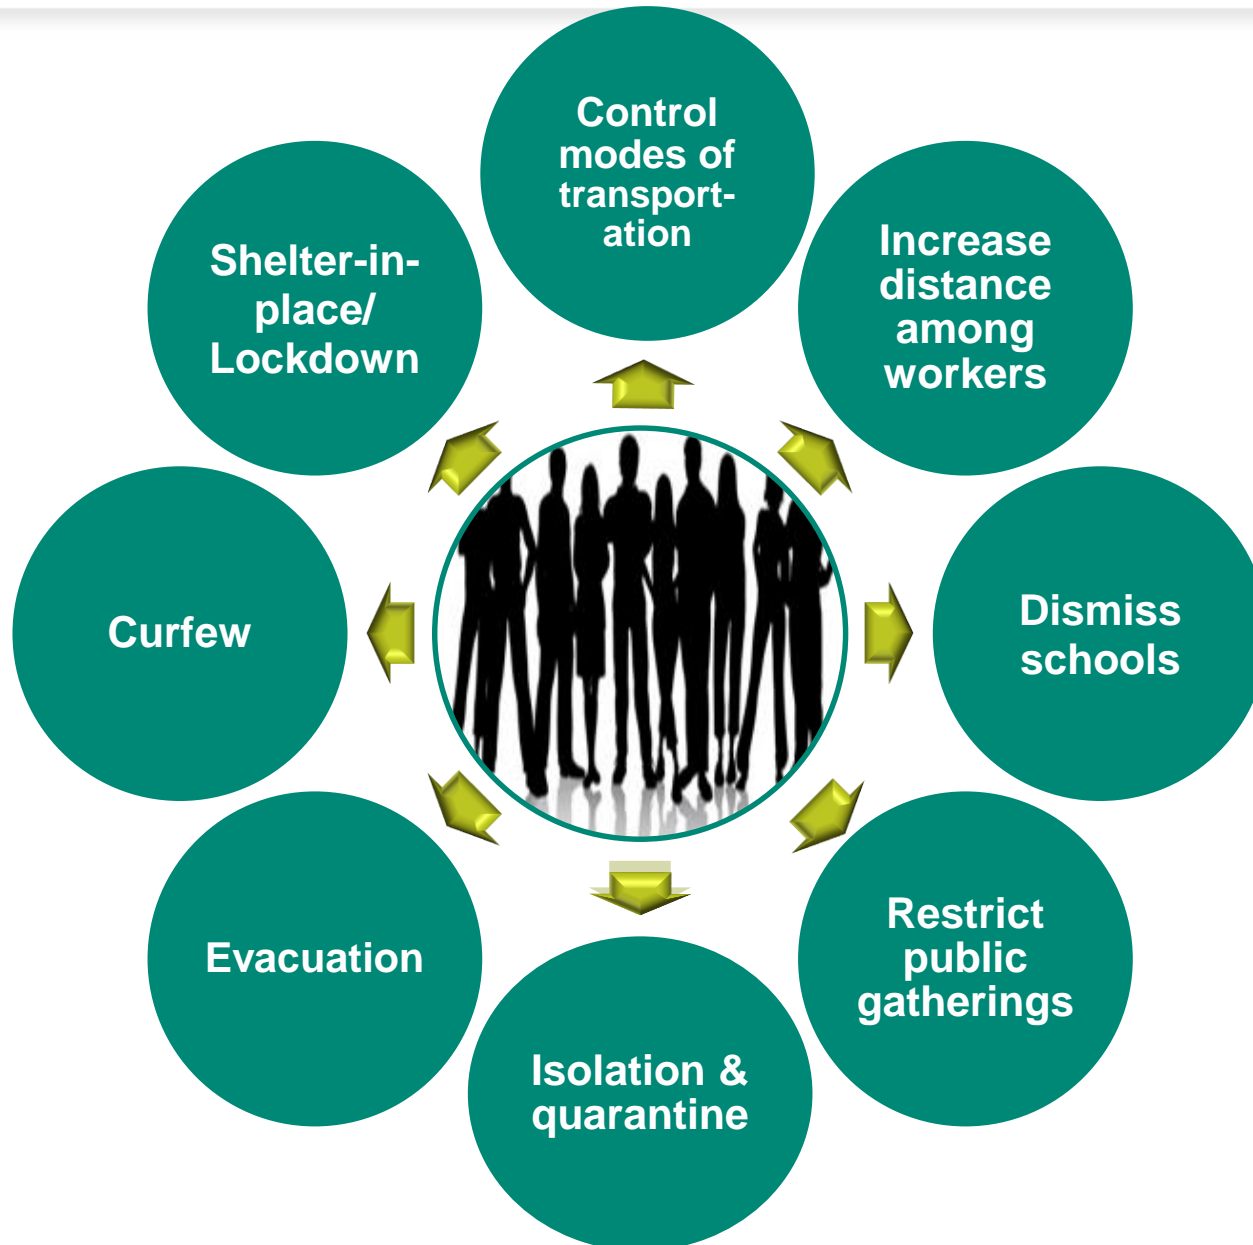 Control
modes of
transport-
ation
Increase
distance
among
workers
Dismiss
schools
Restrict
public
gatherings
Isolation &
quarantine
Evacuation
Curfew
Shelter-in-
place/
Lockdown